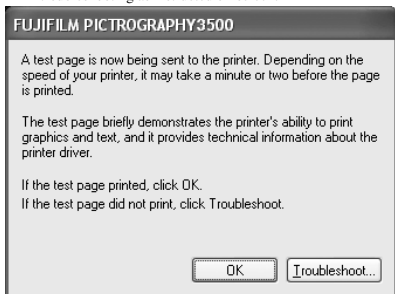 FUJIFILM PICTROGRAPHY3500
A test page is now being sent to the printer. Depending on the
speed of your printer, it may take a minute or two before the page
is printed.
The test page briefly demonstrates the printer's ability to print
graphics and text, and it provides technical information about the
printer driver.
If the test page printed, click OK.
If the test page did not print, click Troubleshoot.
OK
Troubleshoot...